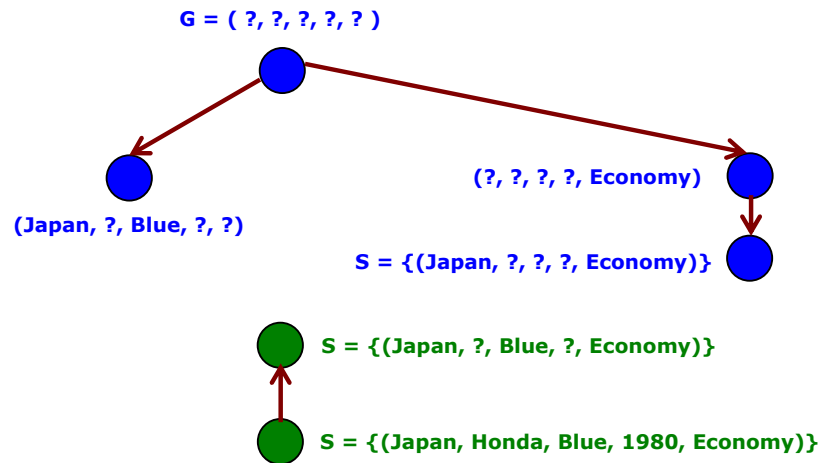 G = ( ?, ?, ?, ?, ? )
(?, ?, ?, ?, Economy)
(Japan, ?, Blue, ?, ?)
S = {(Japan, ?, ?, ?, Economy)}
S = {(Japan, ?, Blue, ?, Economy)}
S = {(Japan, Honda, Blue, 1980, Economy)}